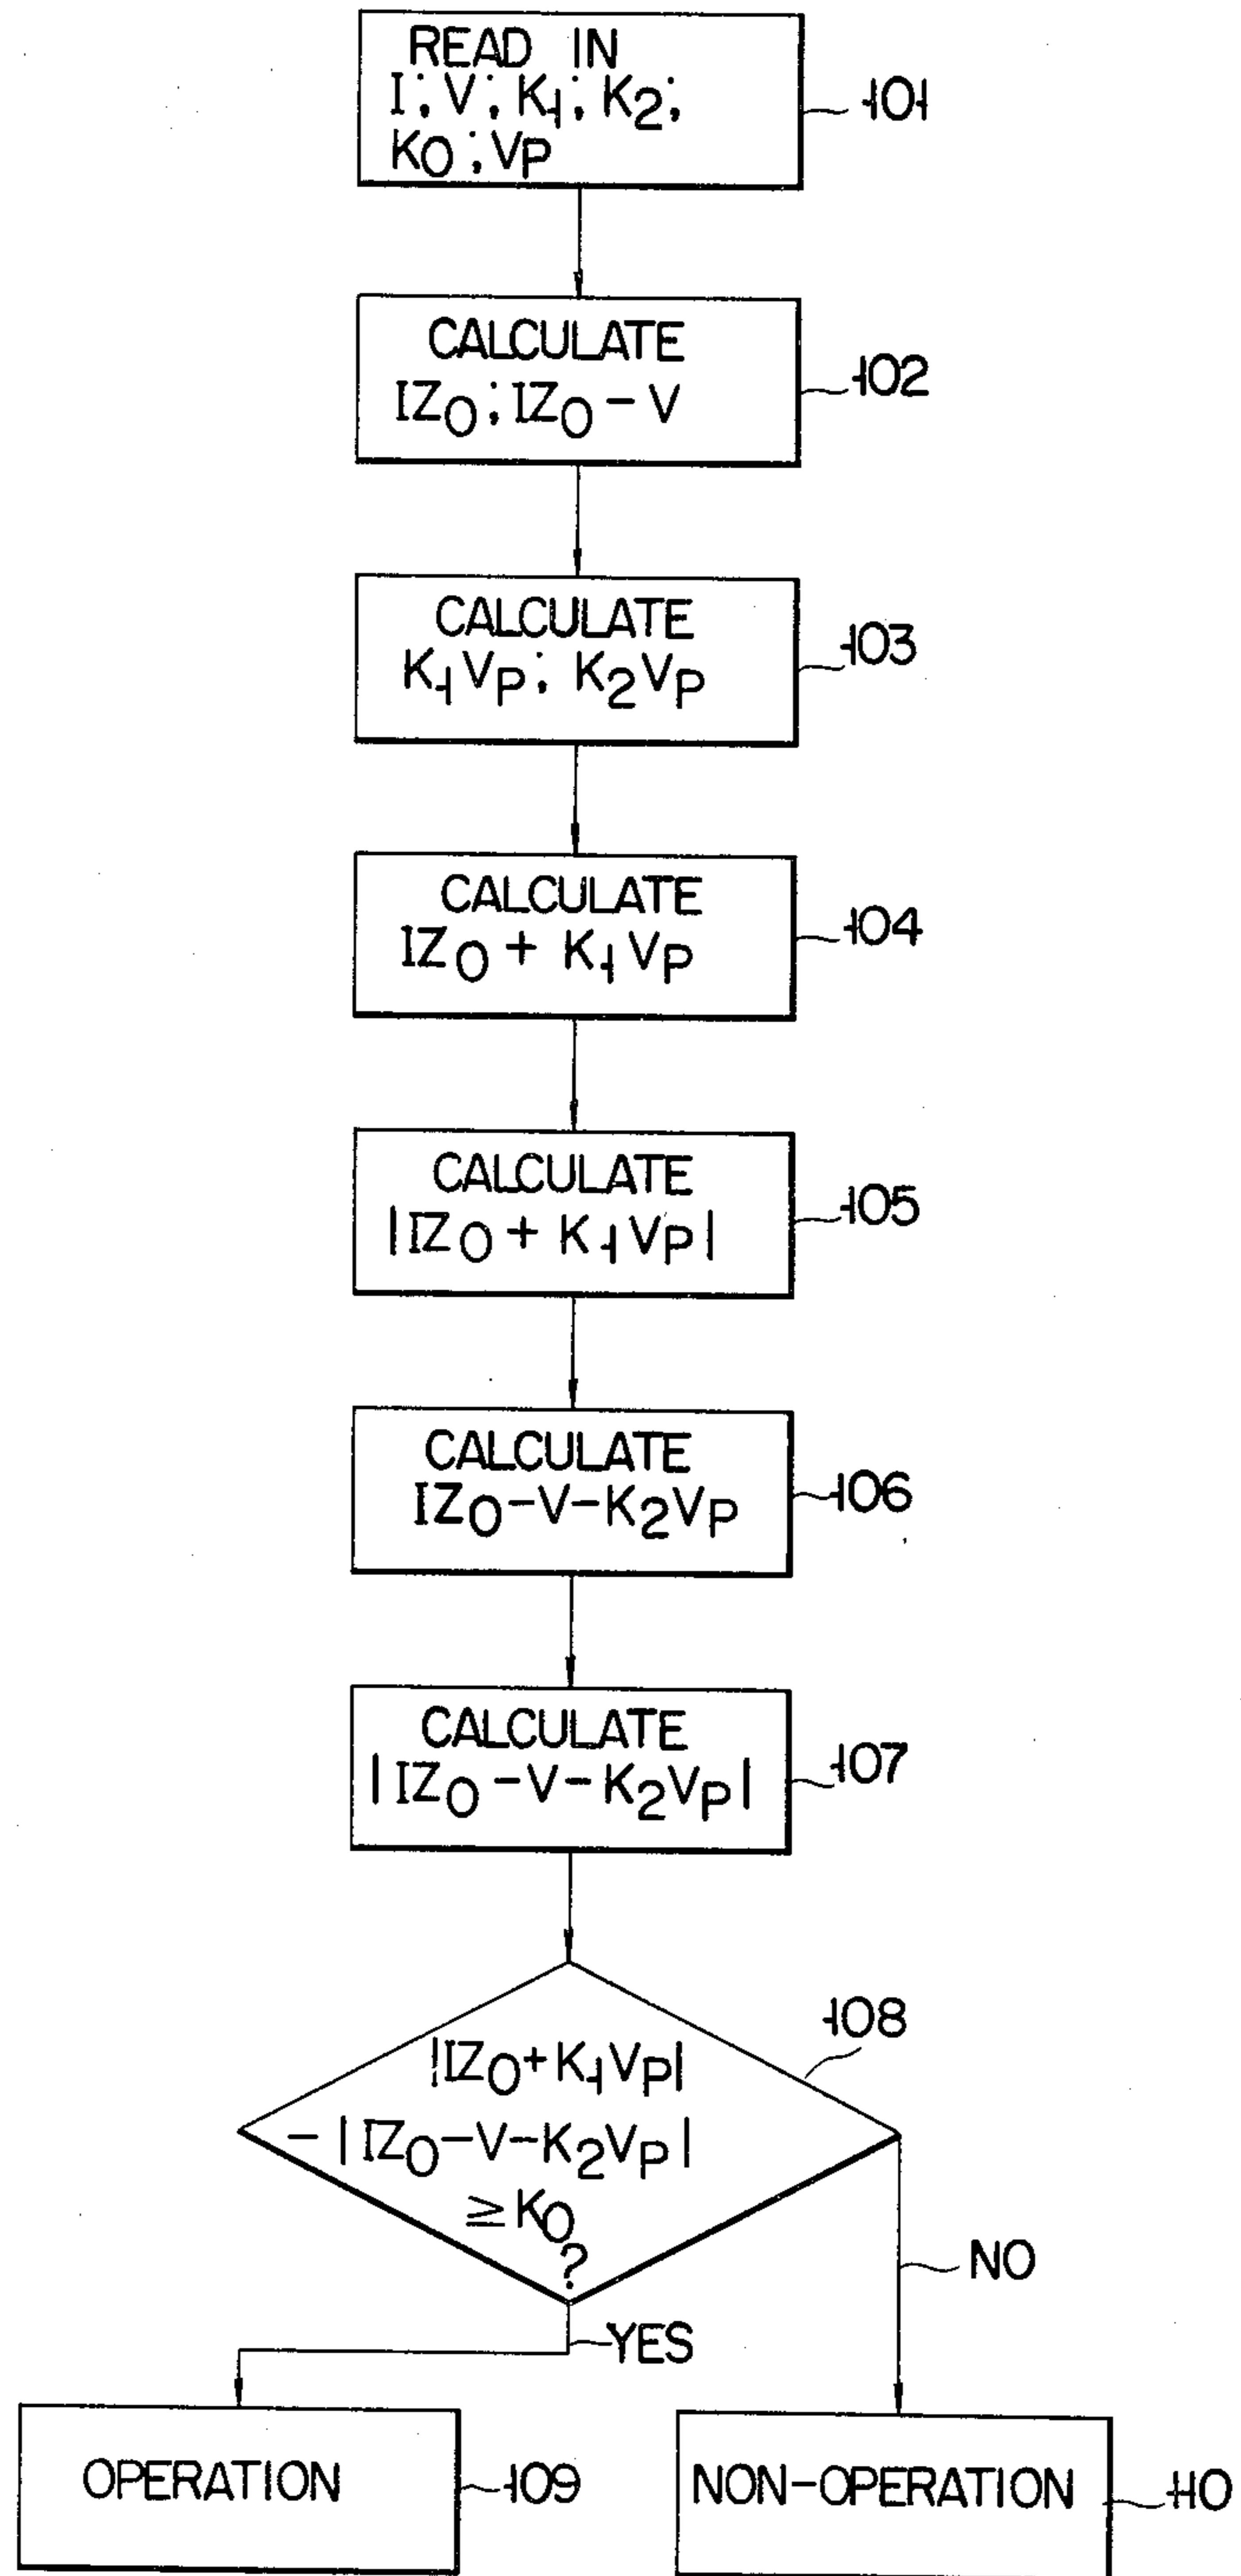 READ IN
I; V; K₁; K₂;
K₀; Vₚ
101
CALCULATE
IZ₀; IZ₀ - V
102
CALCULATE
K₁Vₚ; K₂Vₚ
103
CALCULATE
IZ₀ + K₁Vₚ
104
CALCULATE
|IZ₀ + K₁Vₚ|
105
CALCULATE
IZ₀-V-K₂Vₚ
106
CALCULATE
|IZ₀-V-K₂Vₚ|
107
|IZ₀+K₁Vₚ|
-|IZ₀-V-K₂Vₚ|
≥K₀
?
108
NO
YES
OPERATION
109
NON-OPERATION
110